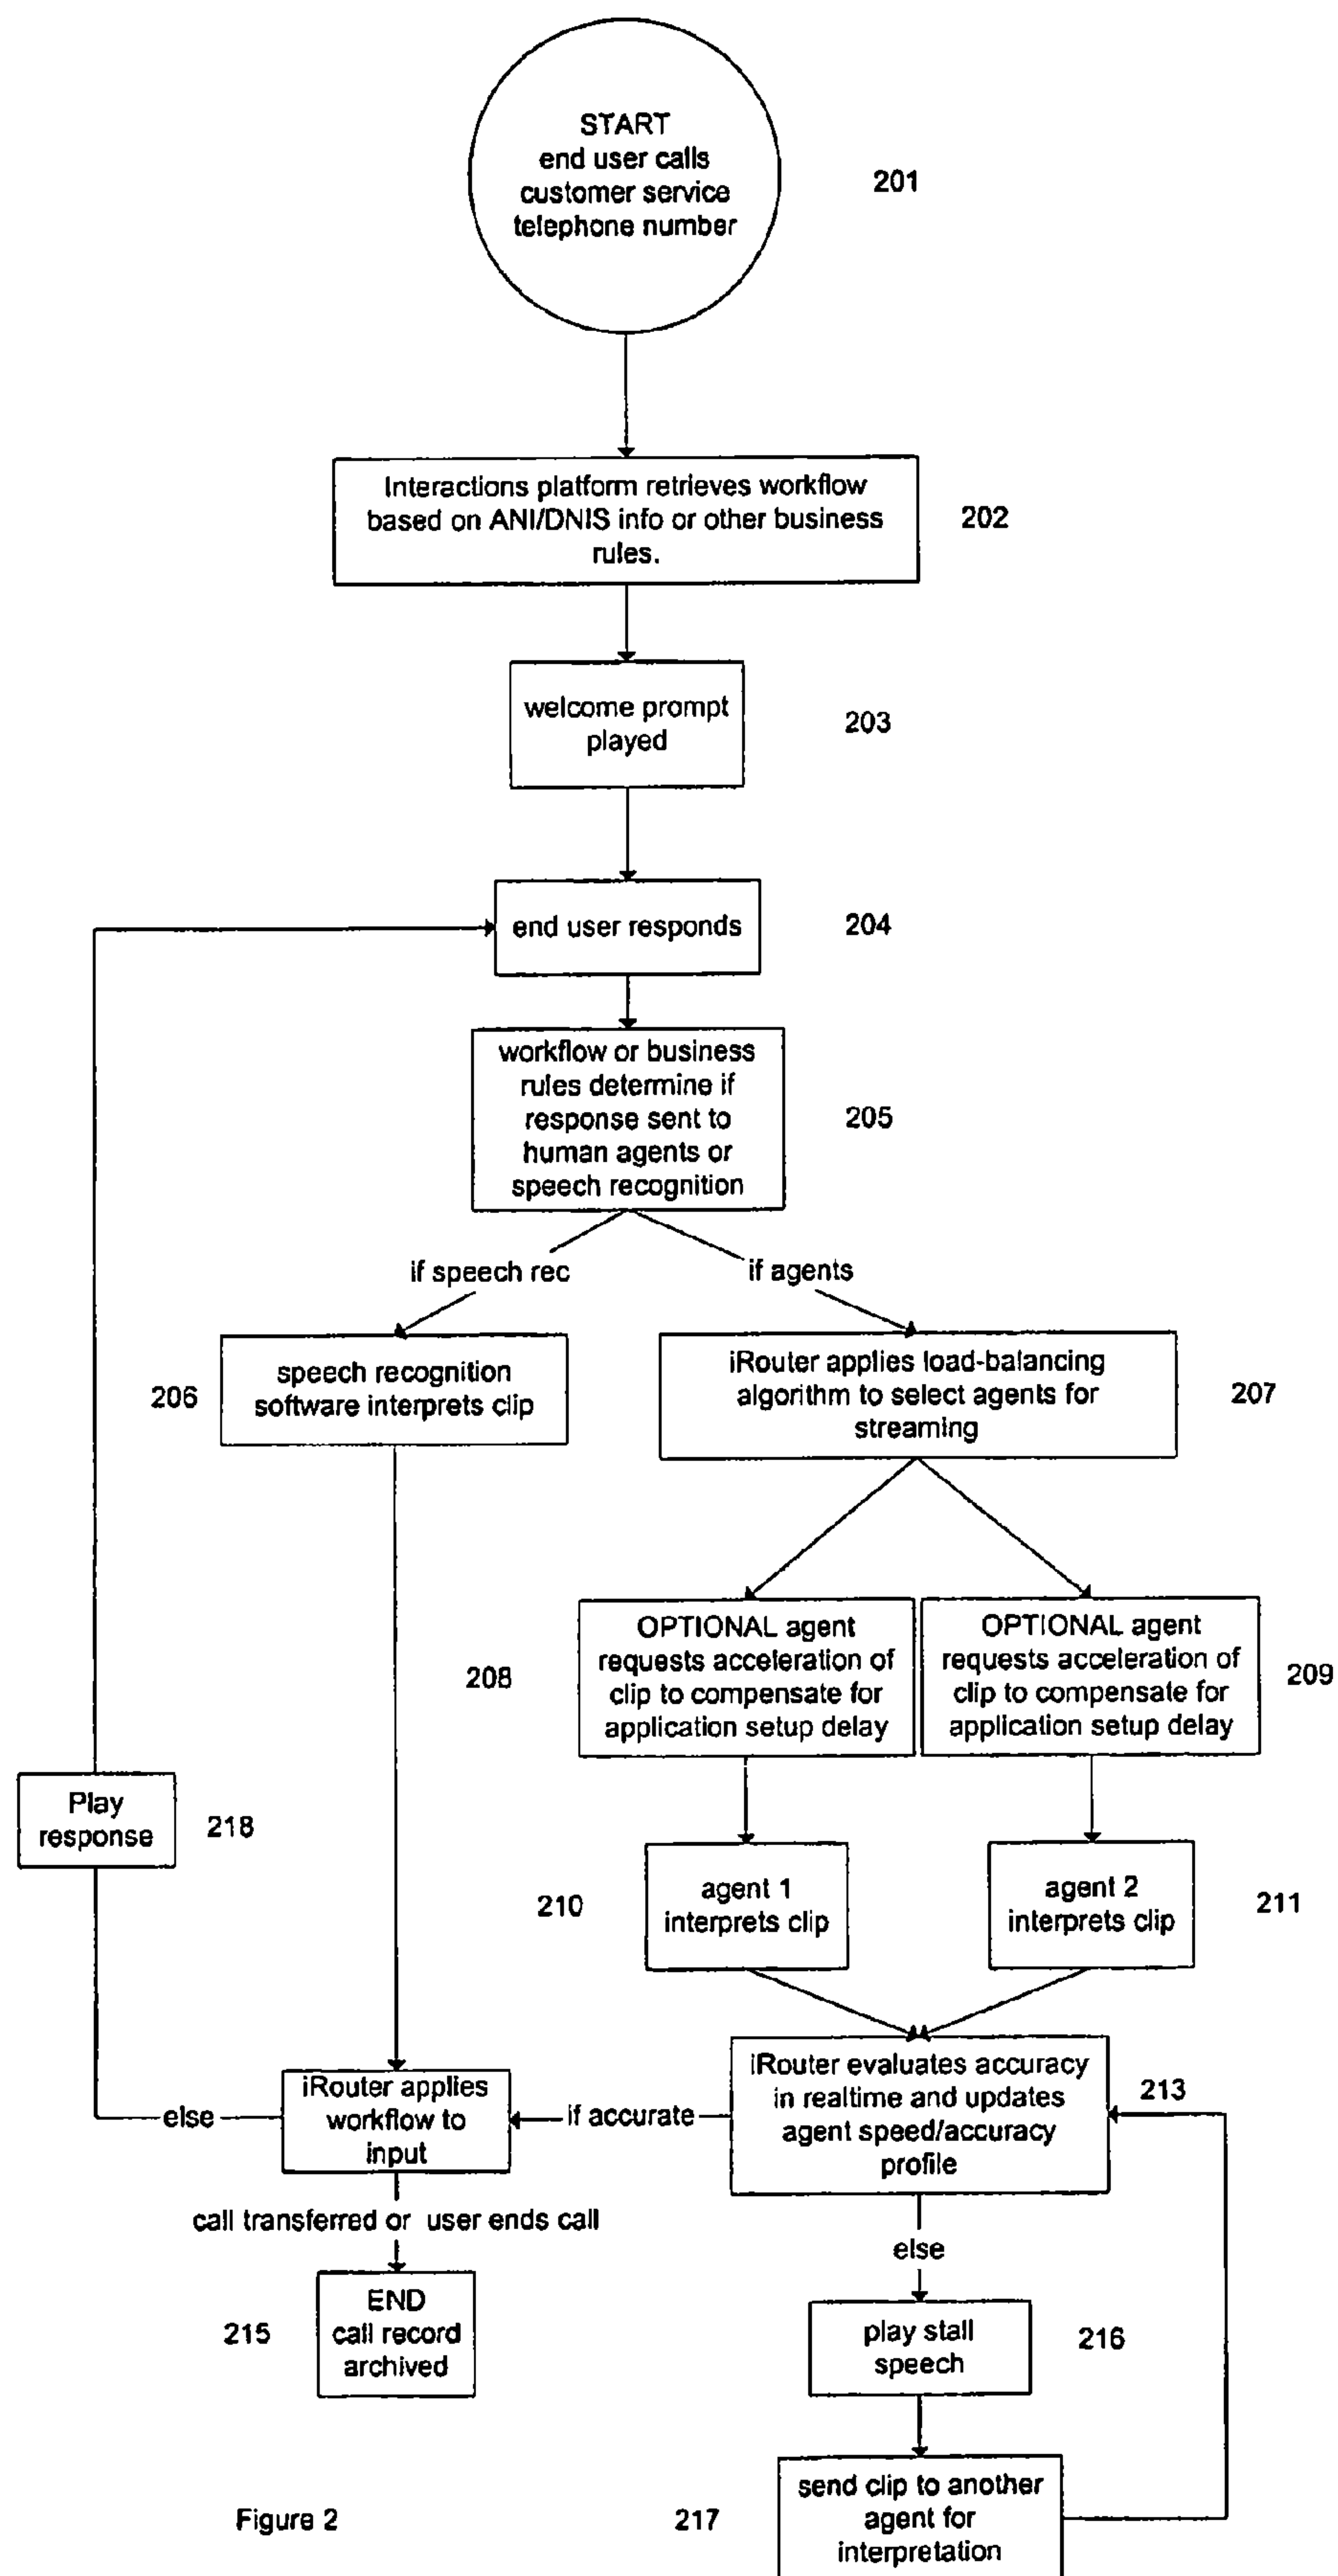 START
end user calls
customer service
telephone number
201
Interactions platform retrieves workflow
based on ANI/DNIS info or other business
rules.
202
welcome prompt
played
203
end user responds
204
workflow or business
rules determine if
response sent to
human agents or
speech recognition
205
if speech rec
if agents
206
speech recognition
software interprets clip
iRouter applies load-balancing
algorithm to select agents for
streaming
207
208
OPTIONAL agent
requests acceleration of
clip to compensate for
application setup delay
OPTIONAL agent
requests acceleration of
clip to compensate for
application setup delay
209
Play
response
218
210
agent 1
interprets clip
agent 2
interprets clip
211
else
iRouter applies
workflow to
input
if accurate
iRouter evaluates accuracy
in realtime and updates
agent speed/accuracy
profile
213
call transferred or user ends call
else
215
END
call record
archived
play stall
speech
216
Figure 2
217
send clip to another
agent for
interpretation